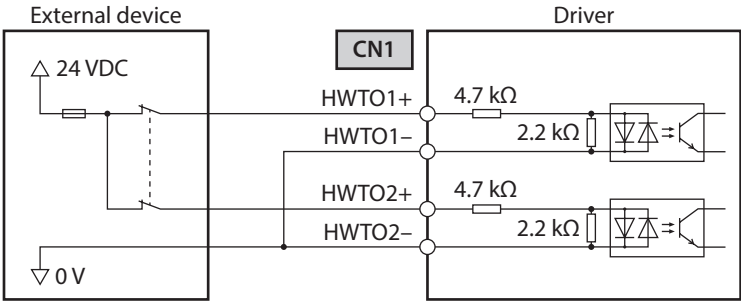 External device
Driver
CN1
24 VDC
HWTO1+
4.7 kΩ
HWTO1–
2.2 kΩ
HWTO2+
4.7 kΩ
HWTO2–
2.2 kΩ
0 V